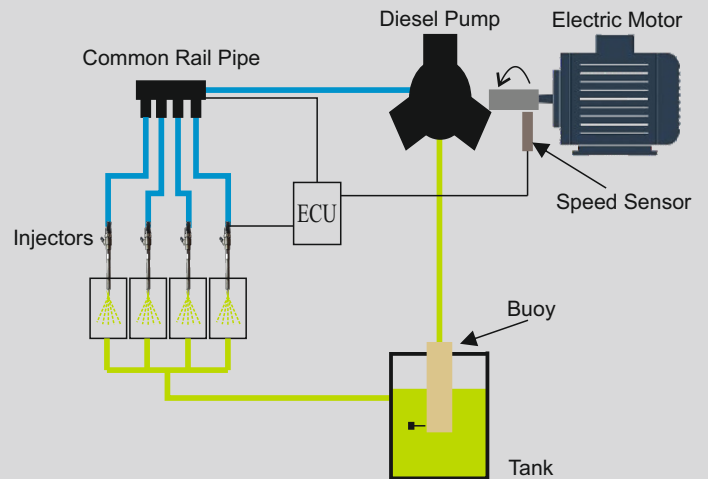 Diesel Pump
Electric Motor
Common Rail Pipe
Speed Sensor
ECU
Injectors
Buoy
Tank